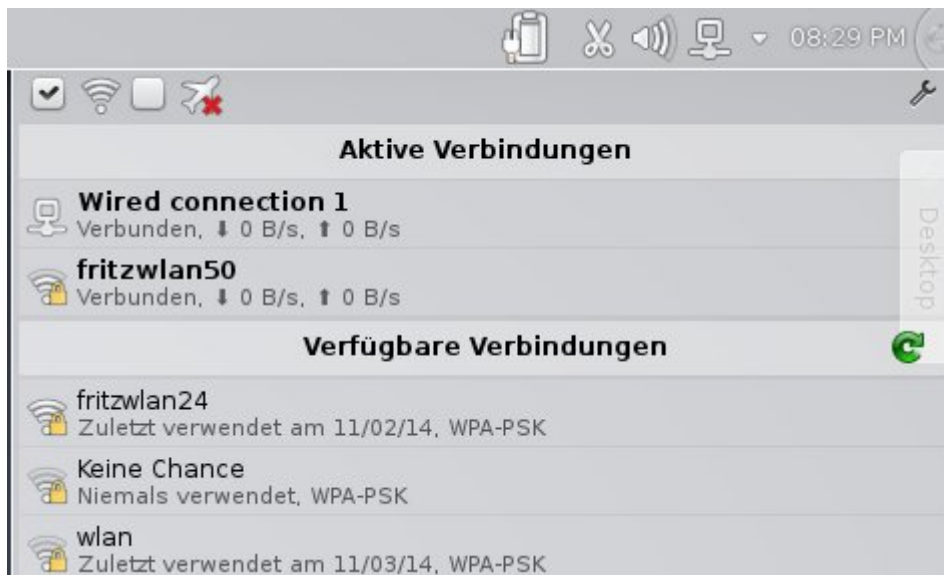 08:29 PM
Aktive Verbindungen
Wired connection 1
Verbunden, ⬇ 0 B/s, ⬆ 0 B/s
Desktop
fritzwlan50
Verbunden, ⬇ 0 B/s, ⬆ 0 B/s
Verfügbare Verbindungen
fritzwlan24
Zuletzt verwendet am 11/02/14, WPA-PSK
Keine Chance
Niemals verwendet, WPA-PSK
wlan
Zuletzt verwendet am 11/03/14, WPA-PSK